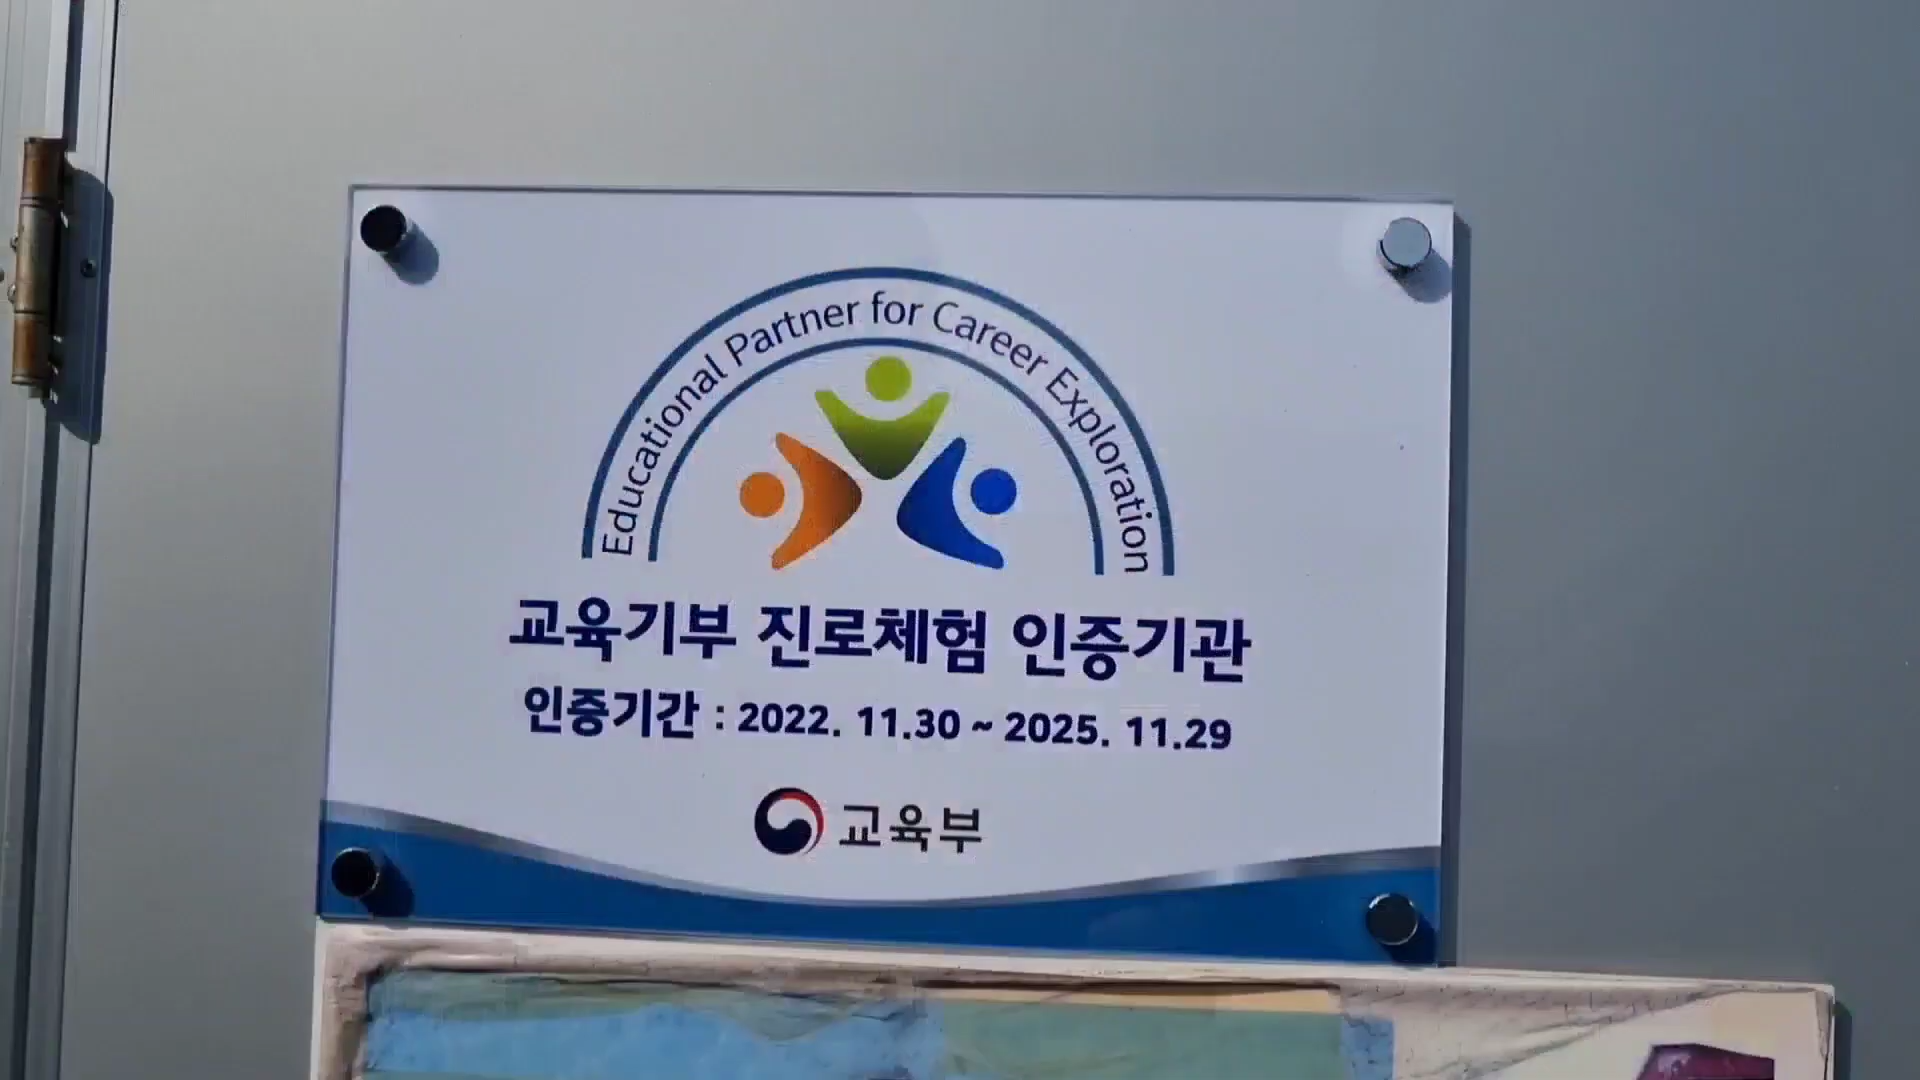 Educational Partner for Career Exploration
교육기부 진로체험 인증기관
인증기간 : 2022. 11.30 ~ 2025. 11.29
교육부